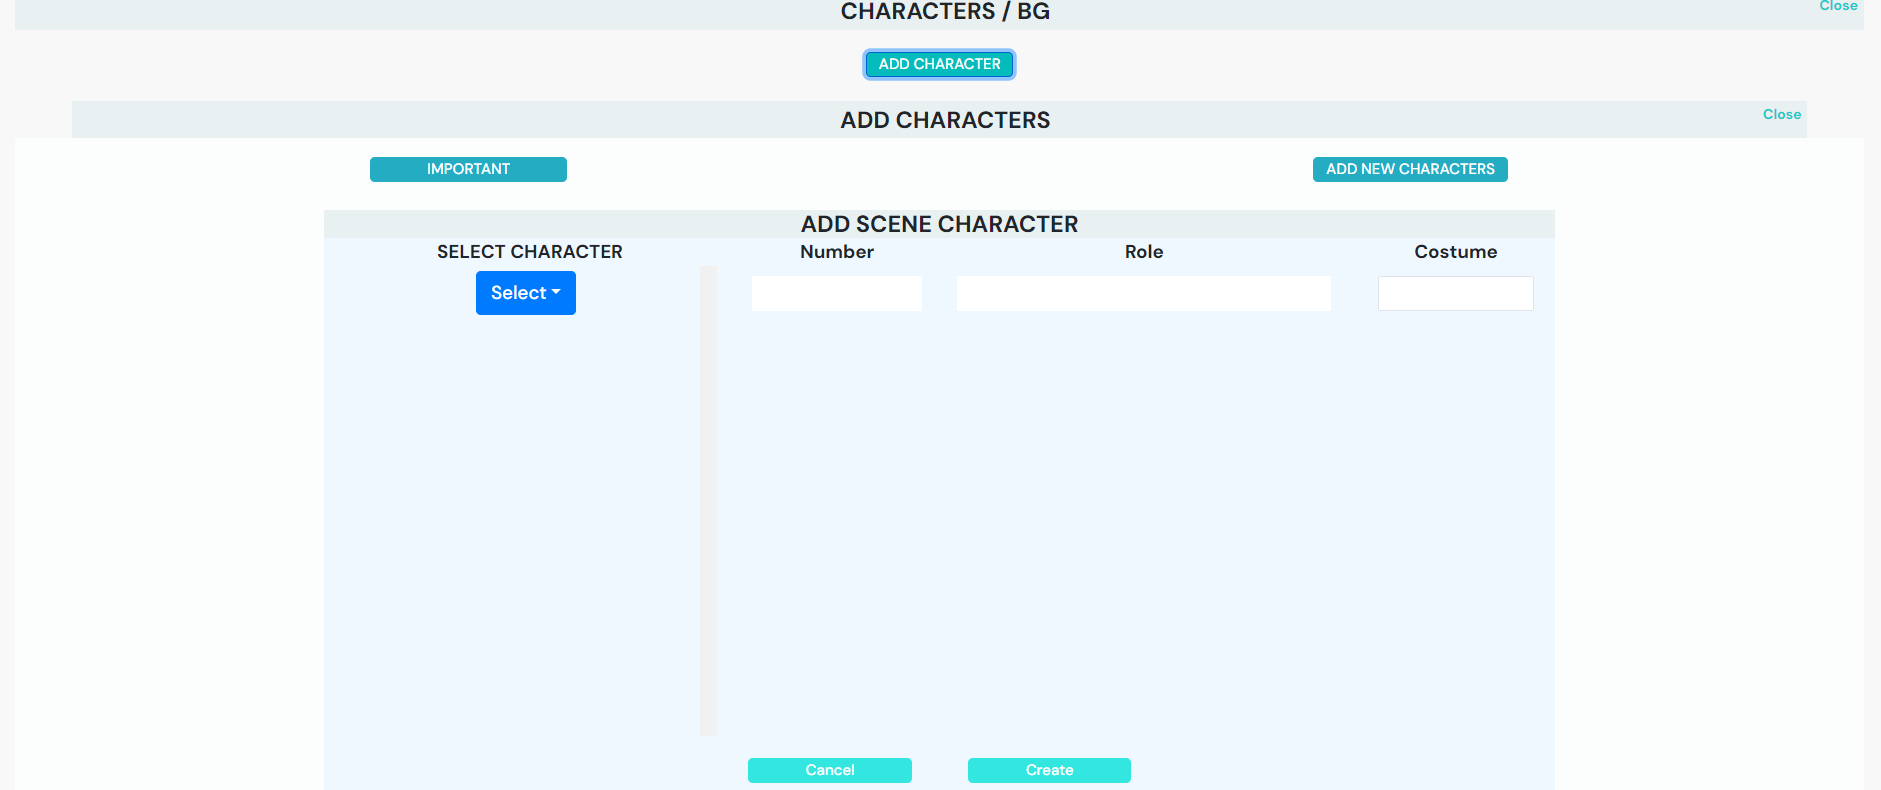 CHARACTERS / BG
Close
ADD CHARACTER
ADD CHARACTERS
Close
IMPORTANT
ADD NEW CHARACTERS
ADD SCENE CHARACTER
SELECT CHARACTER
Number
Role
Costume
Select
Cancel
Create